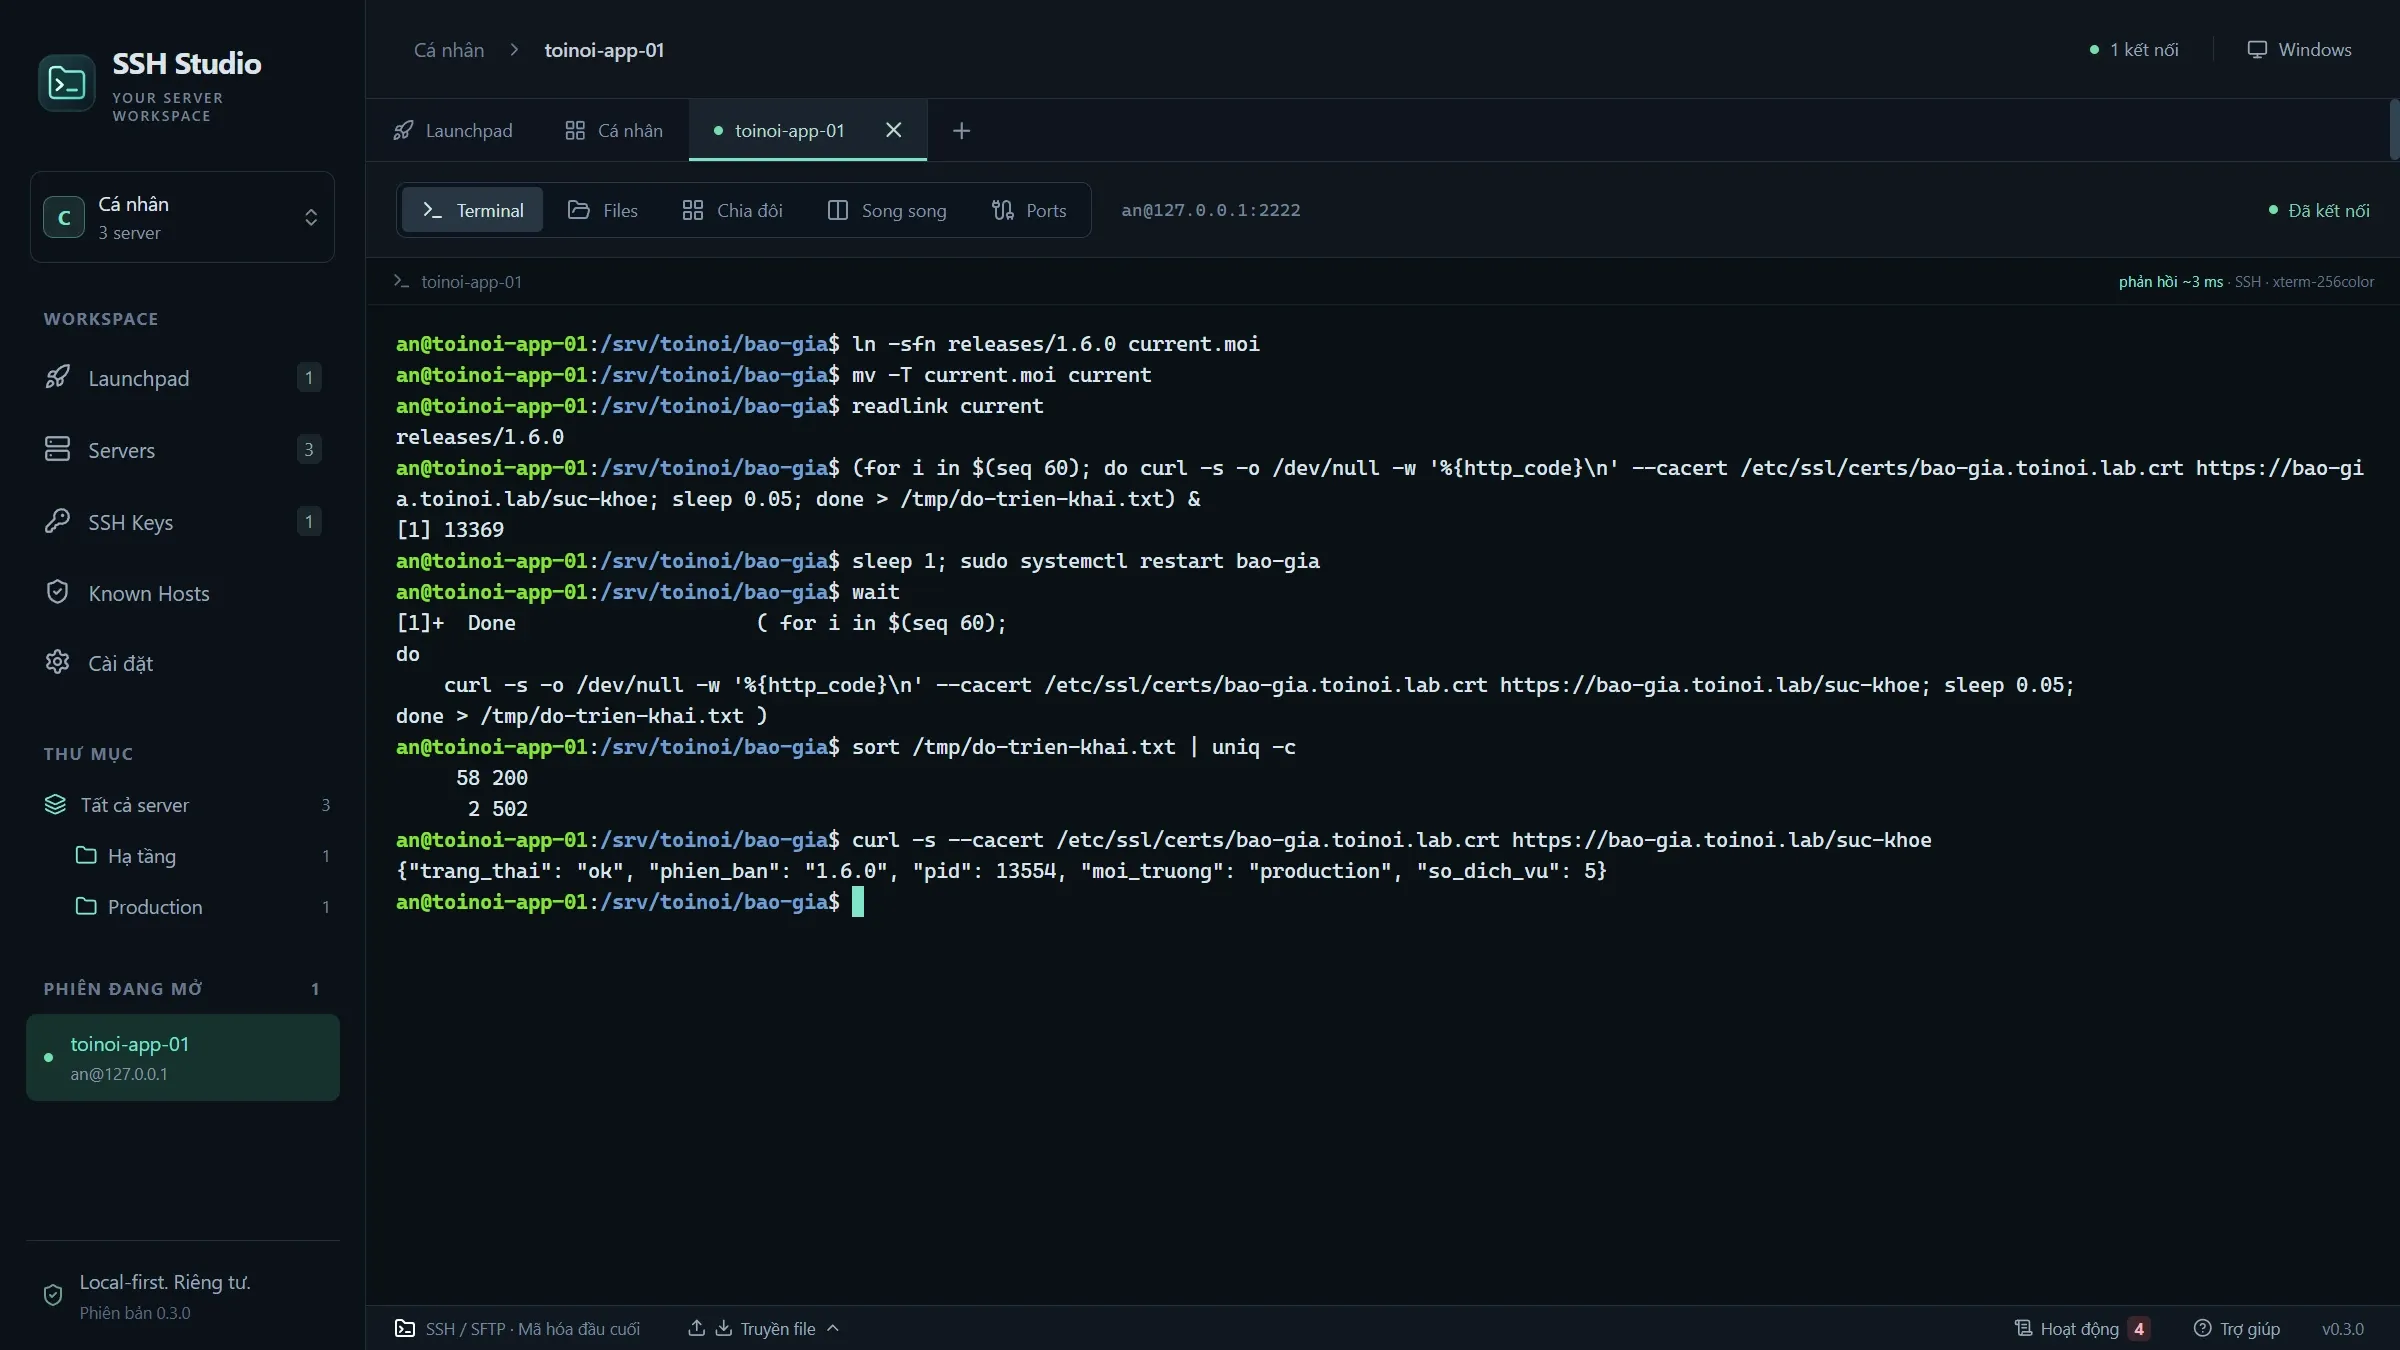 SSH Studio
YOUR SERVER
WORKSPACE
C
Cá nhân
3 server
WORKSPACE
Launchpad 1
Servers 3
SSH Keys 1
Known Hosts
Cài đặt
THƯ MỤC
Tất cả server 3
Hạ tầng 1
Production 1
PHIÊN ĐANG MỞ 1
toinoi-app-01
an@127.0.0.1
Local-first. Riêng tư.
Phiên bản 0.3.0
Cá nhân > toinoi-app-01
1 kết nối
Windows
Launchpad
Cá nhân
toinoi-app-01
Terminal
Files
Chia đôi
Song song
Ports
an@127.0.0.1:2222
Đã kết nối
toinoi-app-01
phản hồi ~3 ms · SSH · xterm-256color
an@toinoi-app-01:/srv/toinoi/bao-gia$ ln -sfn releases/1.6.0 current.moi
an@toinoi-app-01:/srv/toinoi/bao-gia$ mv -T current.moi current
an@toinoi-app-01:/srv/toinoi/bao-gia$ readlink current
releases/1.6.0
an@toinoi-app-01:/srv/toinoi/bao-gia$ (for i in $(seq 60); do curl -s -o /dev/null -w '%{http_code}\n' --cacert /etc/ssl/certs/bao-gia.toinoi.lab.crt https://bao-gi
a.toinoi.lab/suc-khoe; sleep 0.05; done > /tmp/do-trien-khai.txt) &
[1] 13369
an@toinoi-app-01:/srv/toinoi/bao-gia$ sleep 1; sudo systemctl restart bao-gia
an@toinoi-app-01:/srv/toinoi/bao-gia$ wait
[1]+  Done                    ( for i in $(seq 60);
do
    curl -s -o /dev/null -w '%{http_code}\n' --cacert /etc/ssl/certs/bao-gia.toinoi.lab.crt https://bao-gia.toinoi.lab/suc-khoe; sleep 0.05;
done > /tmp/do-trien-khai.txt )
an@toinoi-app-01:/srv/toinoi/bao-gia$ sort /tmp/do-trien-khai.txt | uniq -c
     58 200
      2 502
an@toinoi-app-01:/srv/toinoi/bao-gia$ curl -s --cacert /etc/ssl/certs/bao-gia.toinoi.lab.crt https://bao-gia.toinoi.lab/suc-khoe
{"trang_thai": "ok", "phien_ban": "1.6.0", "pid": 13554, "moi_truong": "production", "so_dich_vu": 5}
an@toinoi-app-01:/srv/toinoi/bao-gia$
SSH / SFTP · Mã hóa đầu cuối
Truyền file
Hoạt động 4
Trợ giúp
v0.3.0